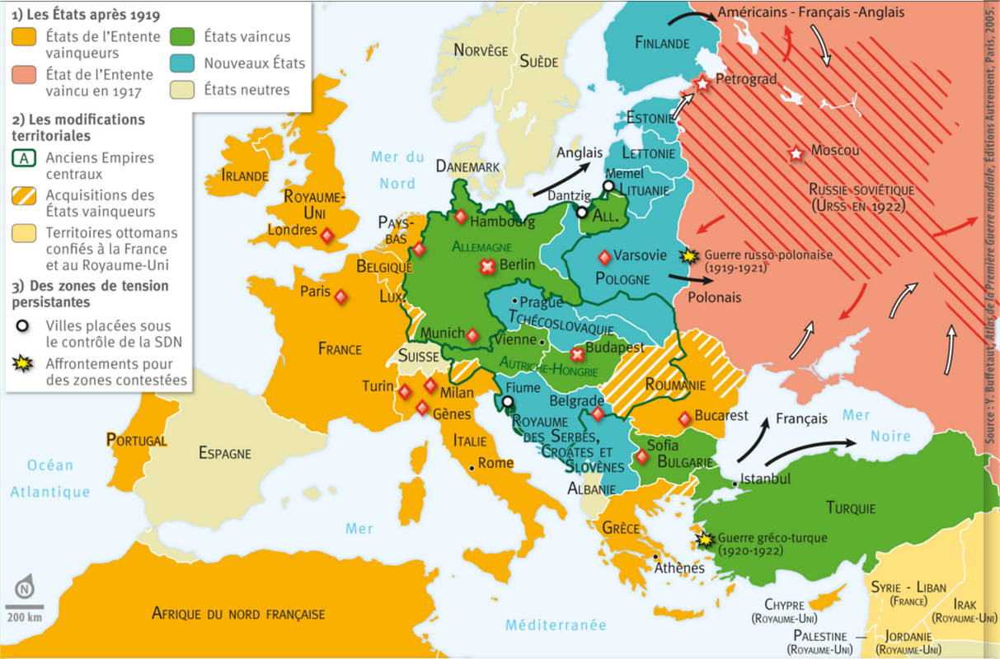 1) Les États après 1919
États de l'Entente
vainqueurs
État de l'Entente
vaincu en 1917
États vaincus
Nouveaux États
États neutres
2) Les modifications
territoriales
A
Anciens Empires
centraux
Acquisitions des
États vainqueurs
Territoires ottomans
confiés à la France
et au Royaume-Uni
3) Des zones de tension
persistantes
Villes placées sous
le contrôle de la SDN
Affrontements pour
des zones contestées
Américains - Français -Anglais
FINLANDE
NORVÈGE
SUÈDE
Petrograd
ESTONIE
Moscou
LETTONIE
Anglais
Mer du
Nord
DANEMARK
Memel
LITUANIE
IRLANDE
ROYAUME-
UNI
Londres
Dantzig
ALL.
RUSSIE SOVIÉTIQUE
(URSS EN 1922)
PAYS-
BAS
Hambourg
ALLEMAGNE
Berlin
Varsovie
Guerre russo-polonaise
(1919-1921)
BELGIQUE
POLOGNE
Polonais
Paris
LUX.
Prague
TCHÉCOSLOVAQUIE
FRANCE
Munich
Vienne
Budapest
SUISSE
AUTRICHE-HONGRIE
ROUMANIE
Turin
Milan
Gênes
Fiume
Belgrade
Bucarest
Français
Mer
Noire
ROYAUME
DES SERBES,
CROATES ET
SLOVÈNES
PORTUGAL
ESPAGNE
ITALIE
Rome
Sofia
BULGARIE
Océan
Atlantique
ALBANIE
Istanbul
TURQUIE
Mer
GRÈCE
Guerre gréco-turque
(1920-1922)
Athènes
N
200 km
AFRIQUE DU NORD FRANÇAISE
Méditerranée
CHYPRE
(ROYAUME-UNI)
SYRIE - LIBAN
(FRANCE)
IRAK
(ROYAUME-UNI)
PALESTINE
(ROYAUME-UNI)
JORDANIE
(ROYAUME-UNI)
Source : Y. Buffetaut, Atlas de la Première Guerre mondiale, Éditions Autrement, Paris, 2005.